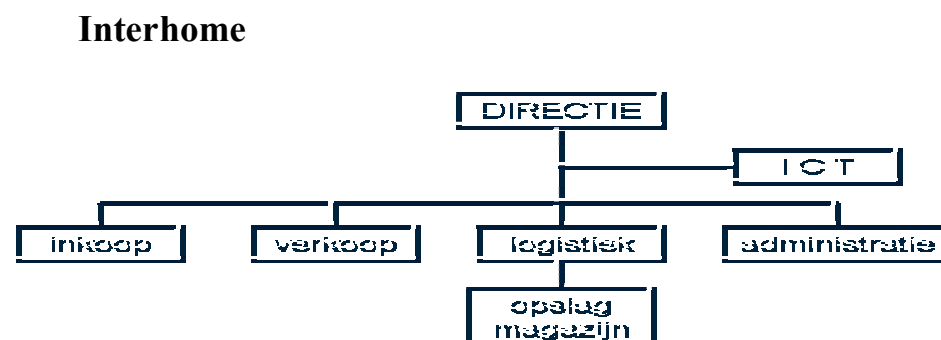 Interhome
DIRECTIE
ICT
inkoop
verkoop
logistiek
administratie
opslag
magazijn